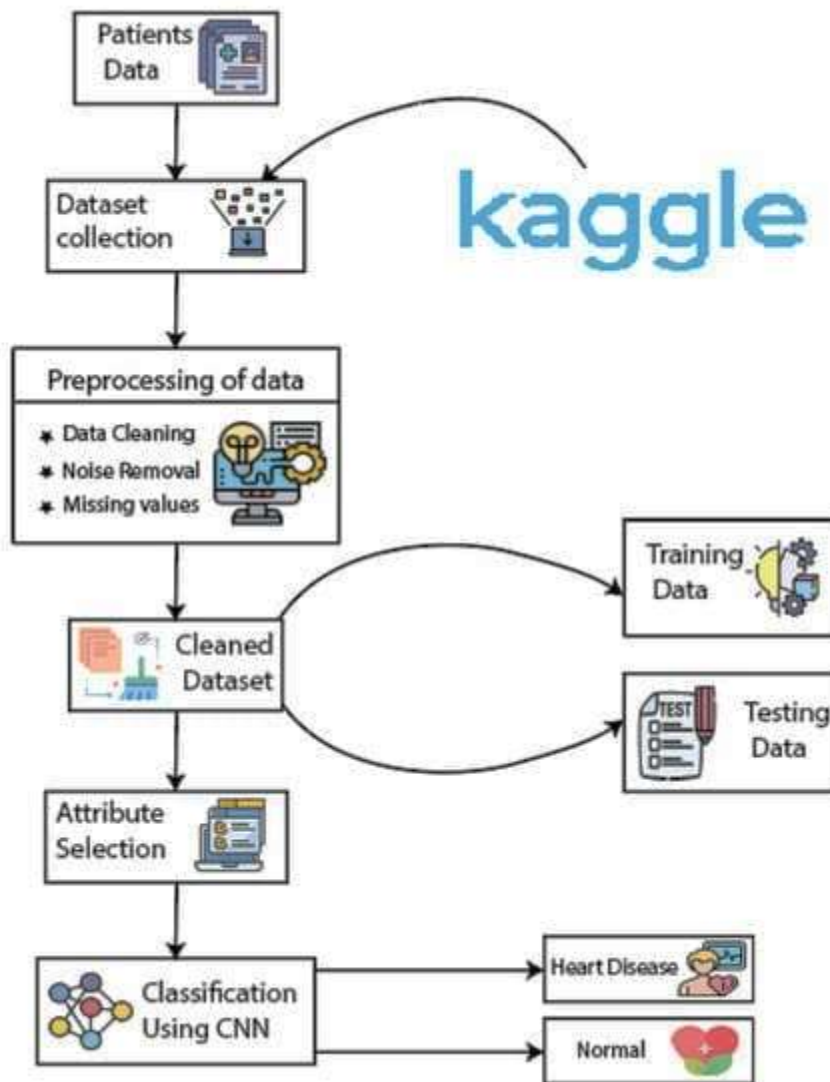 Patients
Data
Dataset
collection
kaggle
Preprocessing of data
★ Data Cleaning
★ Noise Removal
★ Missing values
Training
Data
Cleaned
Dataset
TEST
Testing
Data
Attribute
Selection
Classification
Using CNN
Heart Disease
Normal